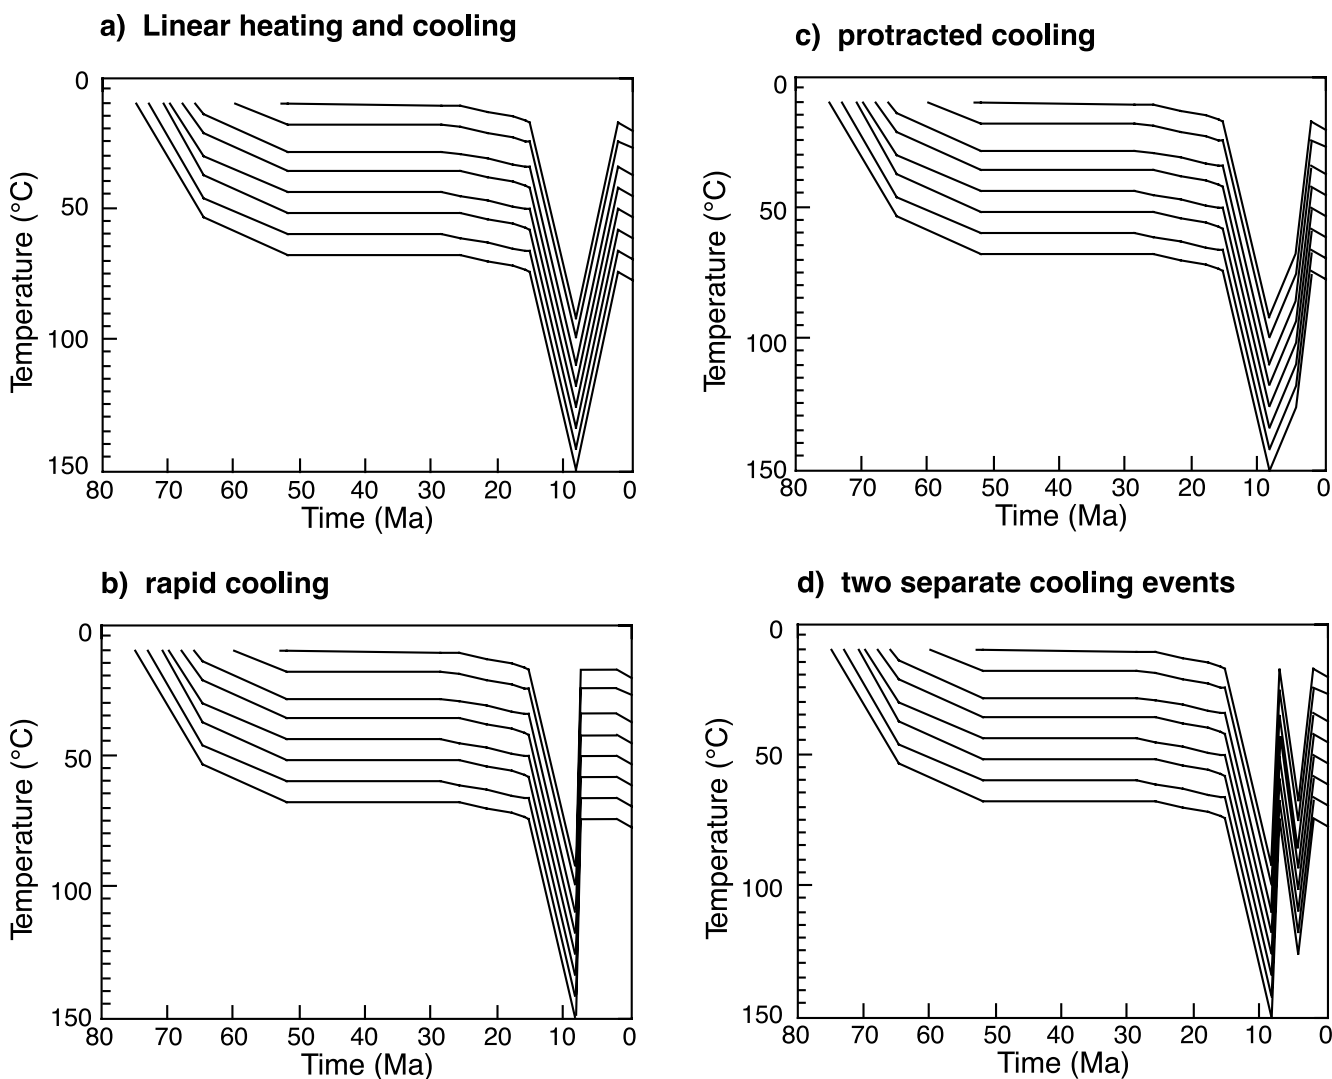 a) Linear heating and cooling
0
50
100
150
Temperature (°C)
80 70 60 50 40 30 20 10 0
Time (Ma)
c) protracted cooling
0
50
100
150
Temperature (°C)
80 70 60 50 40 30 20 10 0
Time (Ma)
b) rapid cooling
0
50
100
150
Temperature (°C)
80 70 60 50 40 30 20 10 0
Time (Ma)
d) two separate cooling events
0
50
100
150
Temperature (°C)
80 70 60 50 40 30 20 10 0
Time (Ma)